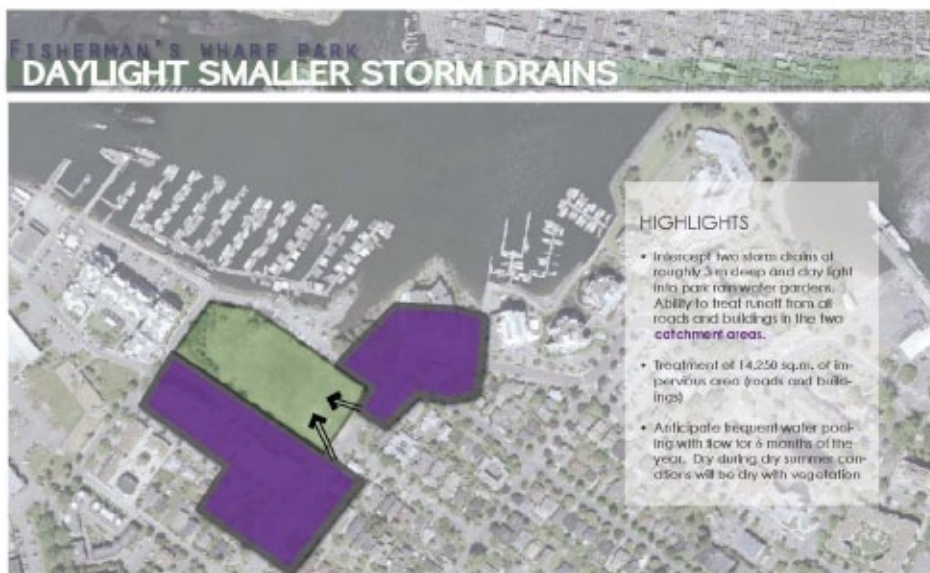 FISHERMAN'S WHARF PARK
DAYLIGHT SMALLER STORM DRAINS
HIGHLIGHTS
• Intercept two storm drains at
roughly 3 m deep and day light
into park rain water gardens.
Ability to treat runoff from all
roads and buildings in the two
catchment areas.
• Treatment of 14,250 sq.m. of im-
pervious area (roads and build-
ings)
• Anticipate frequent water pool-
ing with flow for 6 months of the
year. Dry during dry summer con-
ditions will be dry with vegetation